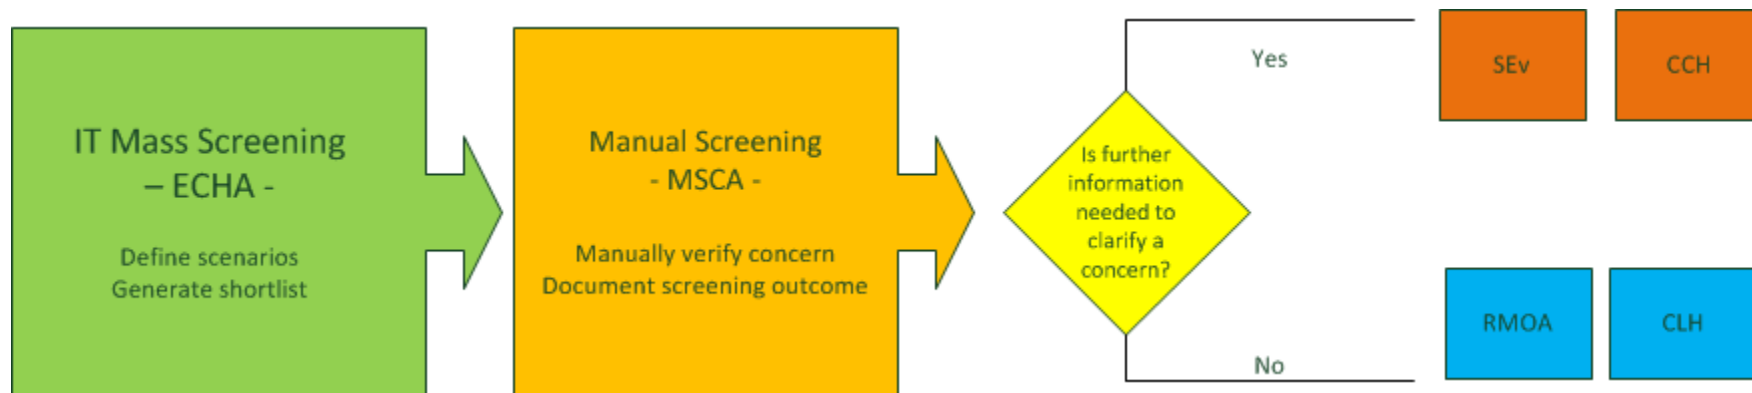 IT Mass Screening
– ECHA -
Define scenarios
Generate shortlist
Manual Screening
- MSCA -
Manually verify concern
Document screening outcome
Is further
information
needed to
clarify a
concern?
Yes
No
SEv
CCH
RMOA
CLH